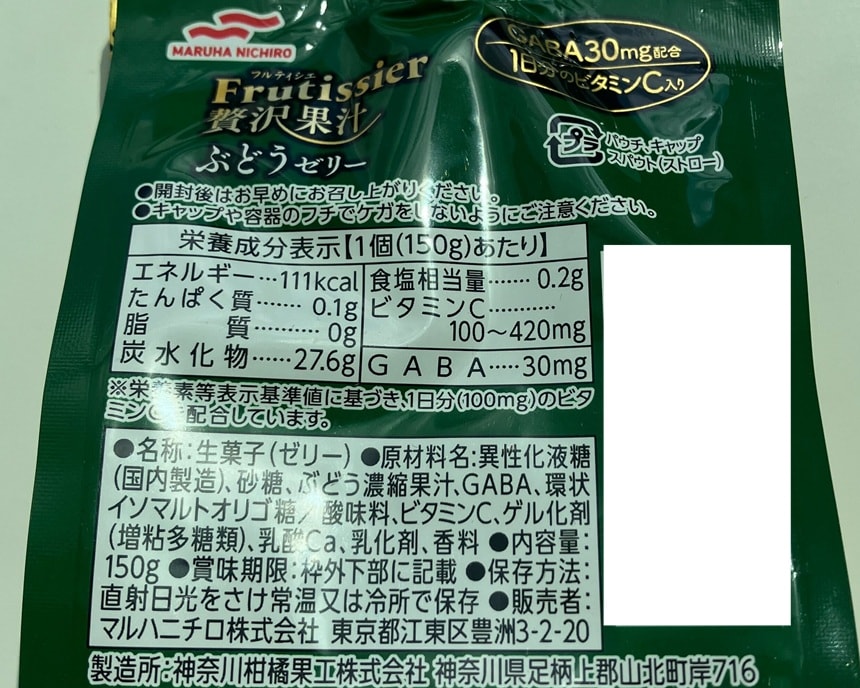 MARUHA NICHIRO
フルティシエ
Frutissier
贅沢果汁
ぶどうゼリー
GABA30mg配合
1日分のビタミンC入り
プラ
パウチ、キャップ
スパウト(ストロー)
●開封後はお早めにお召し上がりください。
●キャップや容器のフチでケガをしないようにご注意ください。
栄養成分表示【1個(150g)あたり】
エネルギー…111kcal
たんぱく質……0.1g
脂質………0g
炭水化物……27.6g
食塩相当量……0.2g
ビタミンC…………
100～420mg
GABA……30mg
※栄養素等表示基準値に基づき、1日分(100mg)のビタ
ミンCを配合しています。
●名称:生菓子(ゼリー) ●原材料名:異性化液糖
(国内製造)、砂糖、ぶどう濃縮果汁、GABA、環状
イソマルトオリゴ糖/酸味料、ビタミンC、ゲル化剤
(増粘多糖類)、乳酸Ca、乳化剤、香料 ●内容量:
150g ●賞味期限:枠外下部に記載 ●保存方法:
直射日光をさけ常温又は冷所で保存 ●販売者:
マルハニチロ株式会社 東京都江東区豊洲3-2-20
製造所:神奈川柑橘果工株式会社 神奈川県足柄上郡山北町岸716